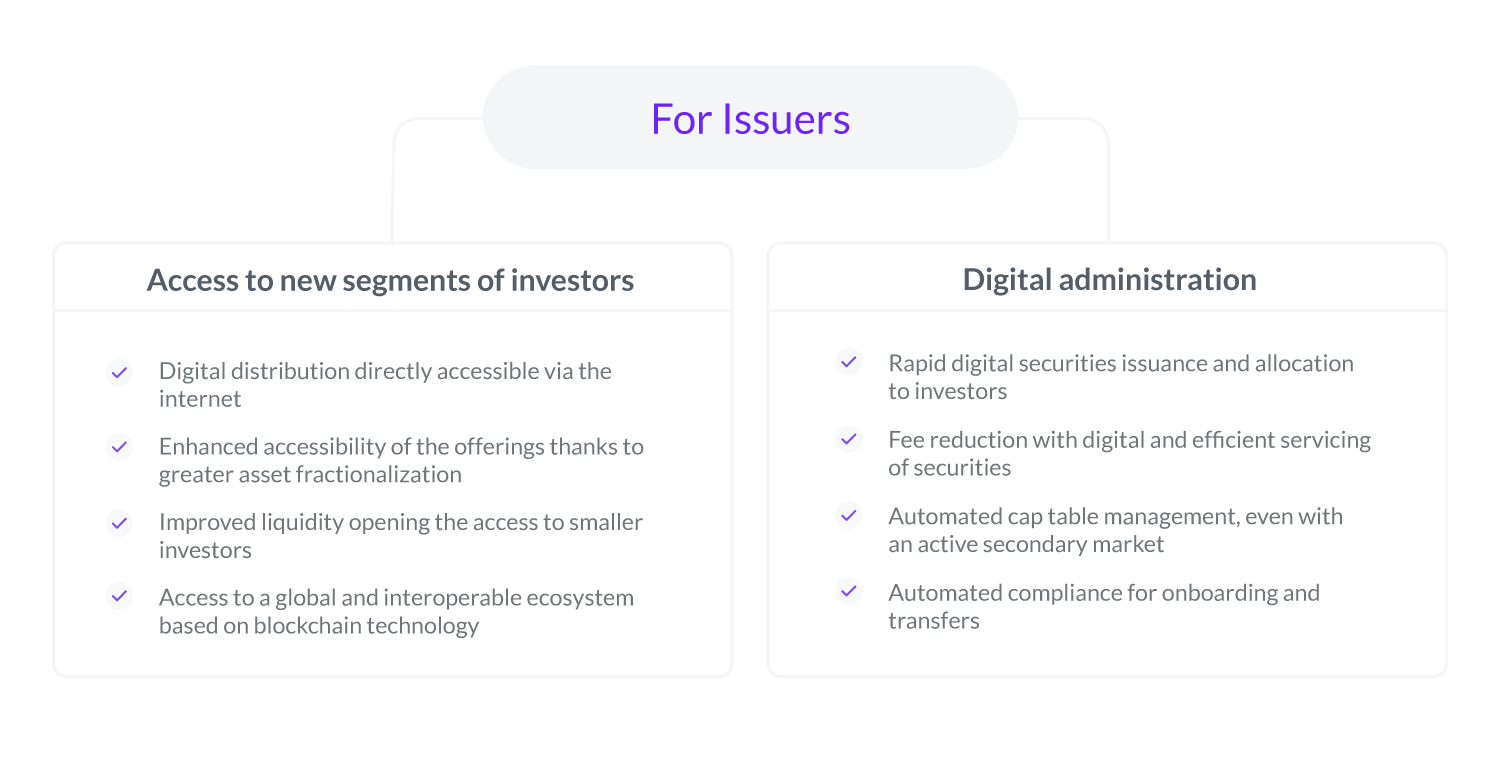 For Issuers
Access to new segments of investors
Digital distribution directly accessible via the
internet
Enhanced accessibility of the offerings thanks to
greater asset fractionalization
Improved liquidity opening the access to smaller
investors
Access to a global and interoperable ecosystem
based on blockchain technology
Digital administration
Rapid digital securities issuance and allocation
to investors
Fee reduction with digital and efficient servicing
of securities
Automated cap table management, even with
an active secondary market
Automated compliance for onboarding and
transfers